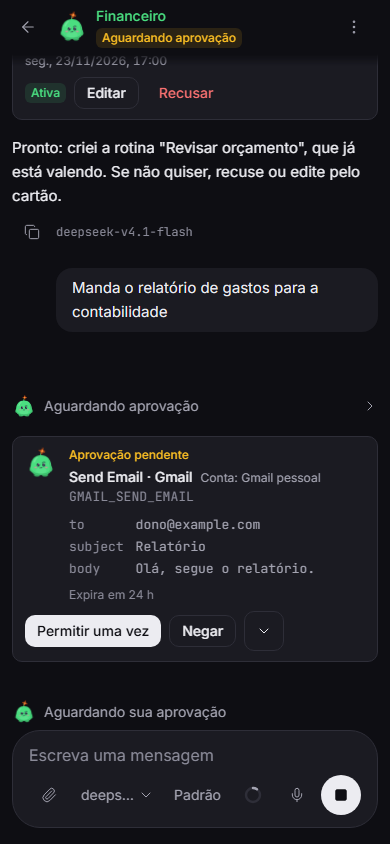 Financeiro
Aguardando aprovação
seg., 23/11/2026, 17:00
Ativa Editar Recusar
Pronto: criei a rotina "Revisar orçamento", que já
está valendo. Se não quiser, recuse ou edite pelo
cartão.
deepseek-v4.1-flash
Manda o relatório de gastos para a
contabilidade
Aguardando aprovação
Aprovação pendente
Send Email · Gmail Conta: Gmail pessoal
GMAIL_SEND_EMAIL
to dono@example.com
subject Relatório
body Olá, segue o relatório.
Expira em 24 h
Permitir uma vez Negar
Aguardando sua aprovação
Escreva uma mensagem
deeps... Padrão